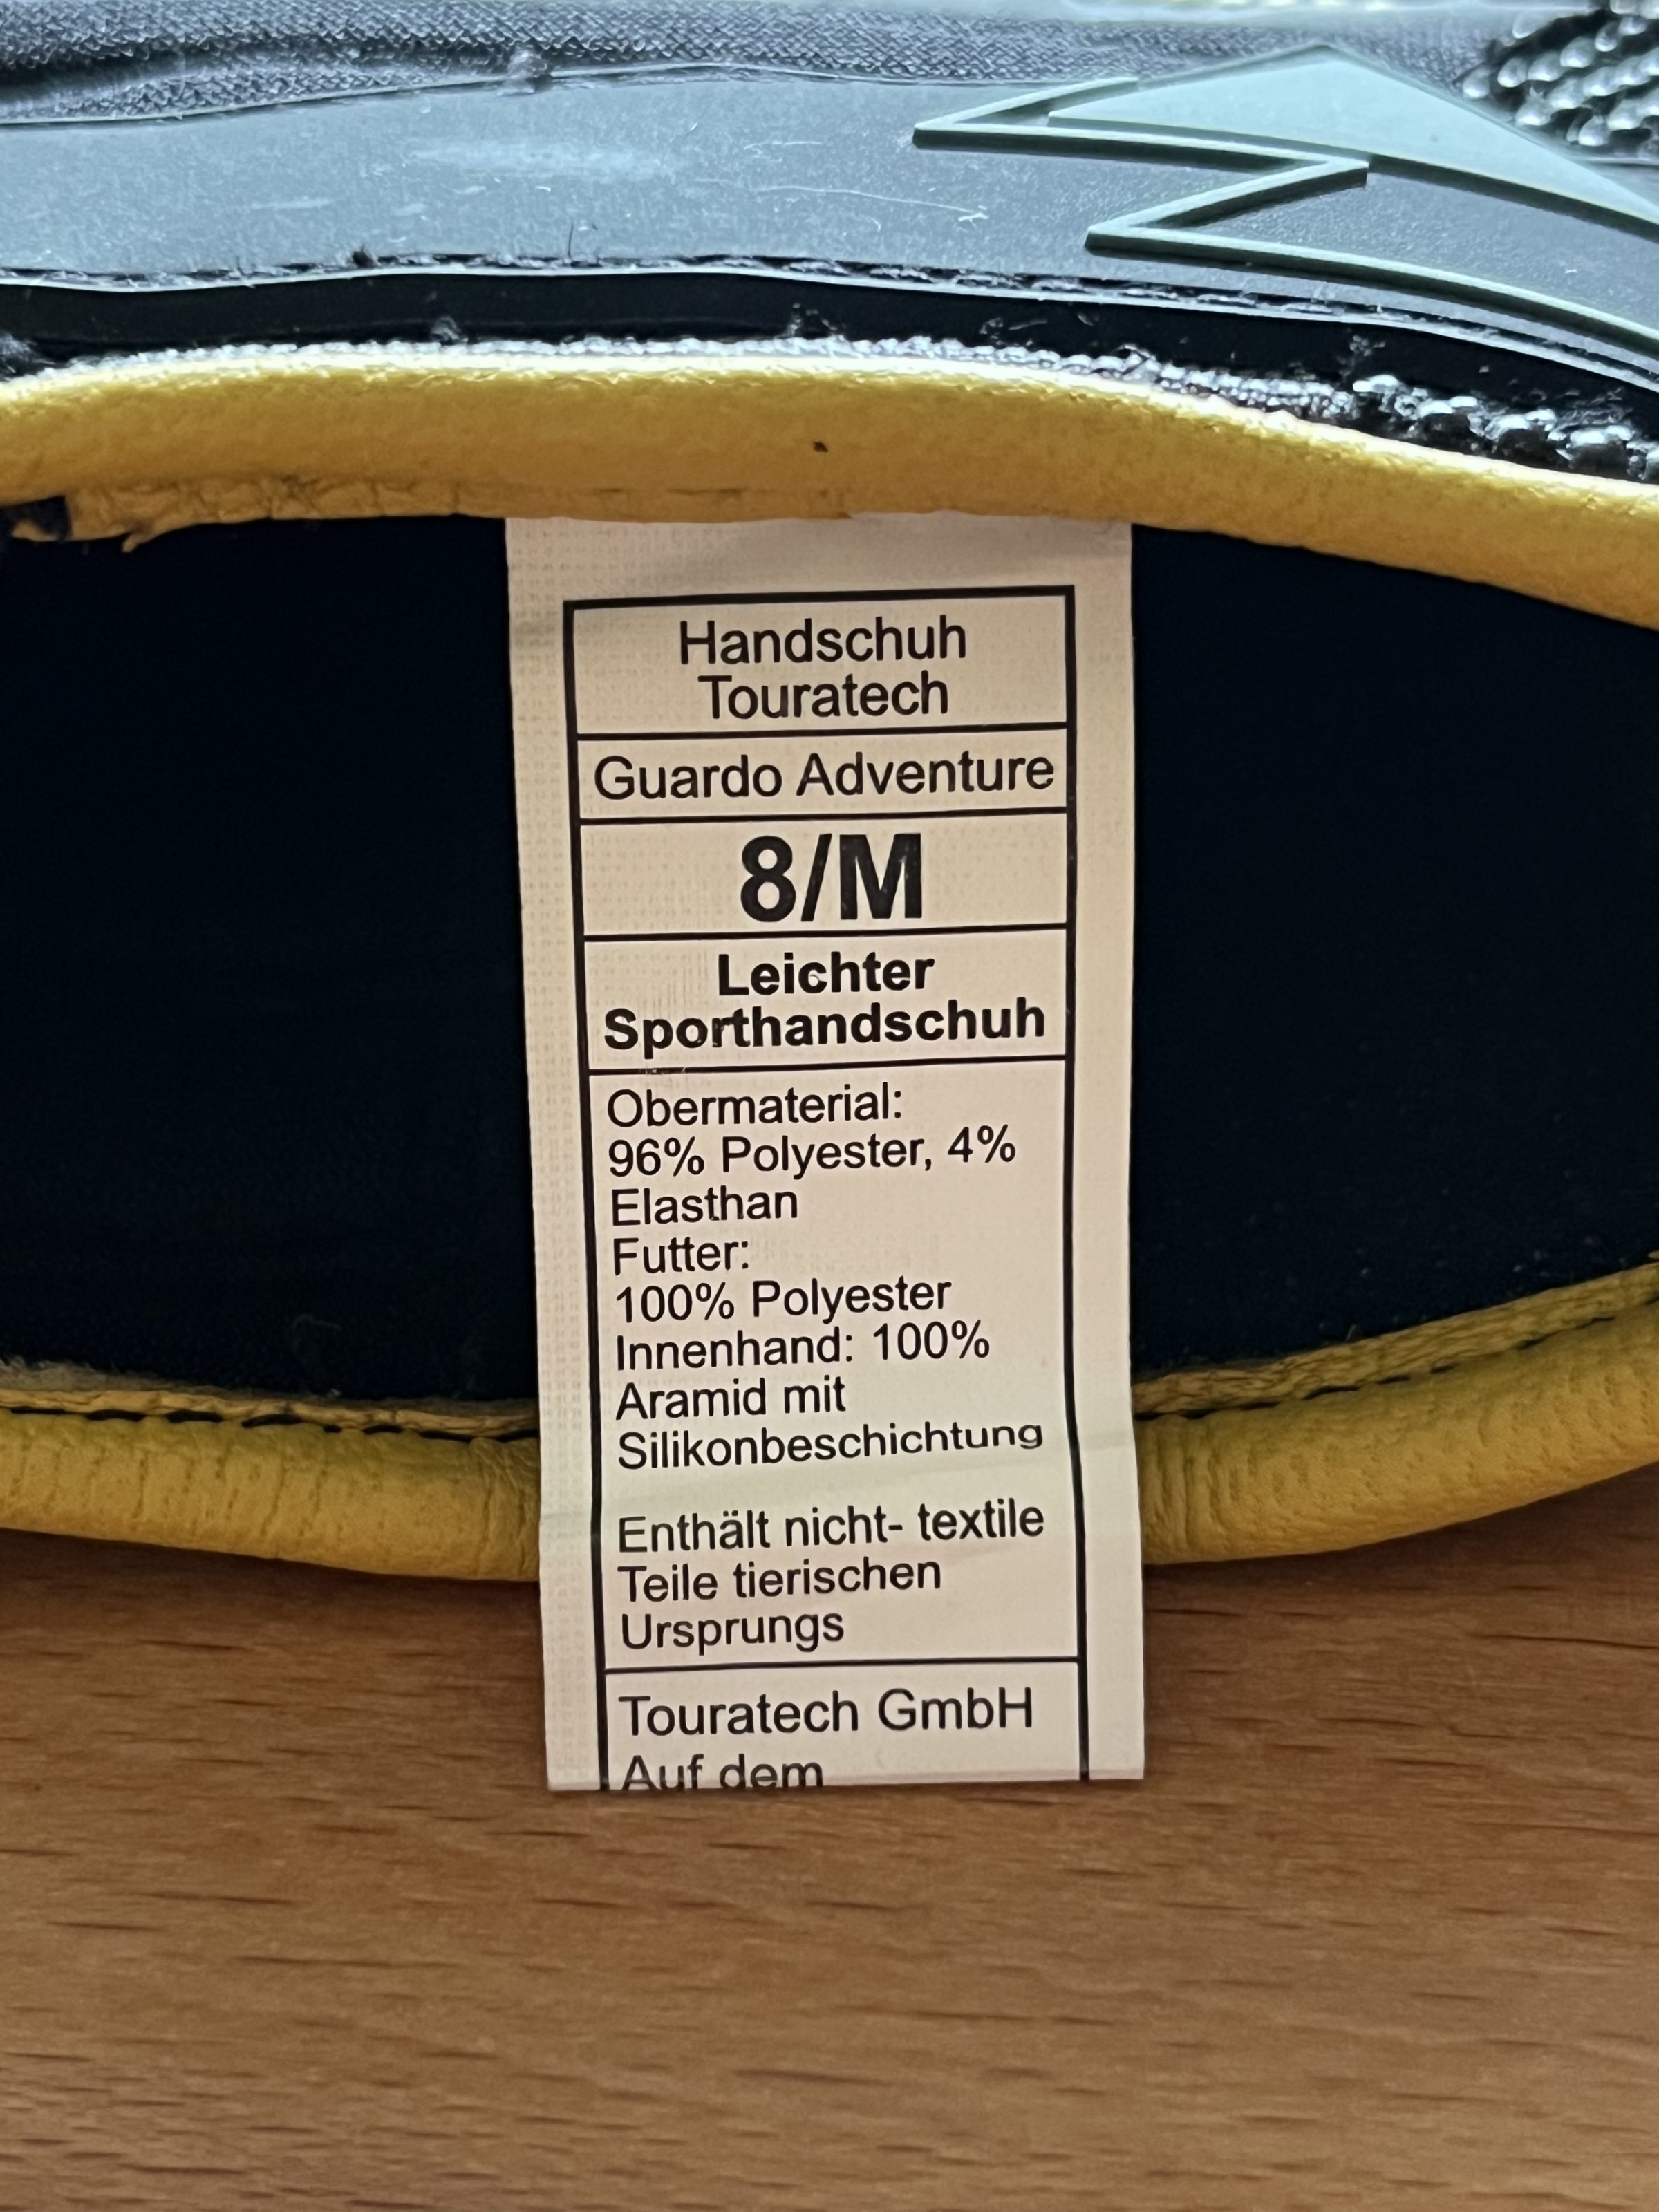 Handschuh
Touratech
Guardo Adventure
8/M
Leichter
Sporthandschuh
Obermaterial:
96% Polyester, 4%
Elasthan
Futter:
100% Polyester
Innenhand: 100%
Aramid mit
Silikonbeschichtung
Enthält nicht- textile
Teile tierischen
Ursprungs
Touratech GmbH
Auf dem